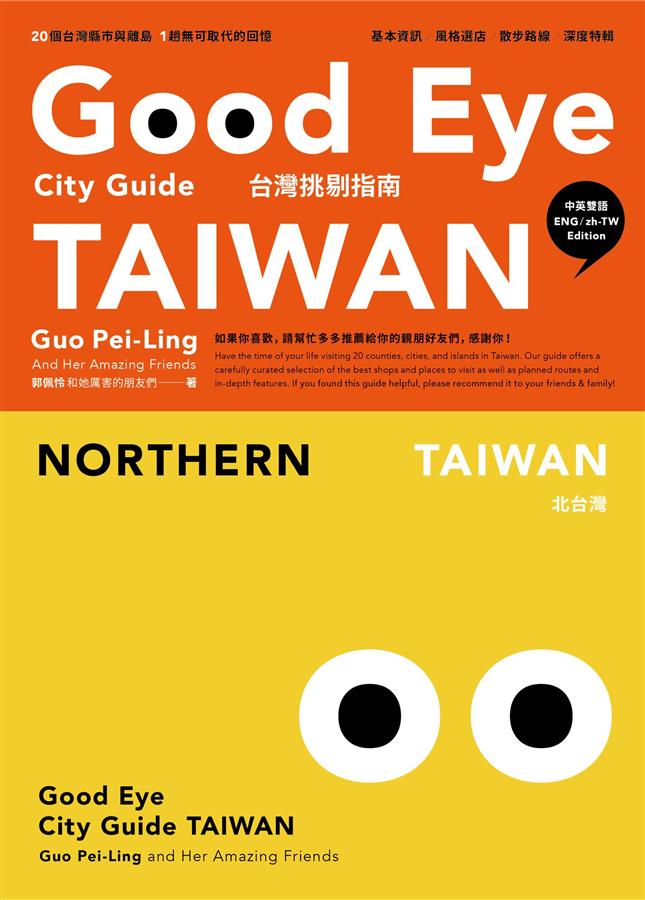 20個台灣縣市與離島 1趟無可取代的回憶
基本資訊／風格選店／散步路線／深度特輯
Good Eye
City Guide 台灣挑剔指南
TAIWAN
中英雙語
ENG/zh-TW
Edition
Guo Pei-Ling
And Her Amazing Friends
郭佩怜和她厲害的朋友們——著
如果你喜歡，請幫忙多多推薦給你的親朋好友們，感謝你！
Have the time of your life visiting 20 counties, cities, and islands in Taiwan. Our guide offers a
carefully curated selection of the best shops and places to visit as well as planned routes and
in-depth features. If you found this guide helpful, please recommend it to your friends & family!
NORTHERN TAIWAN
北台灣
Good Eye
City Guide TAIWAN
Guo Pei-Ling and Her Amazing Friends